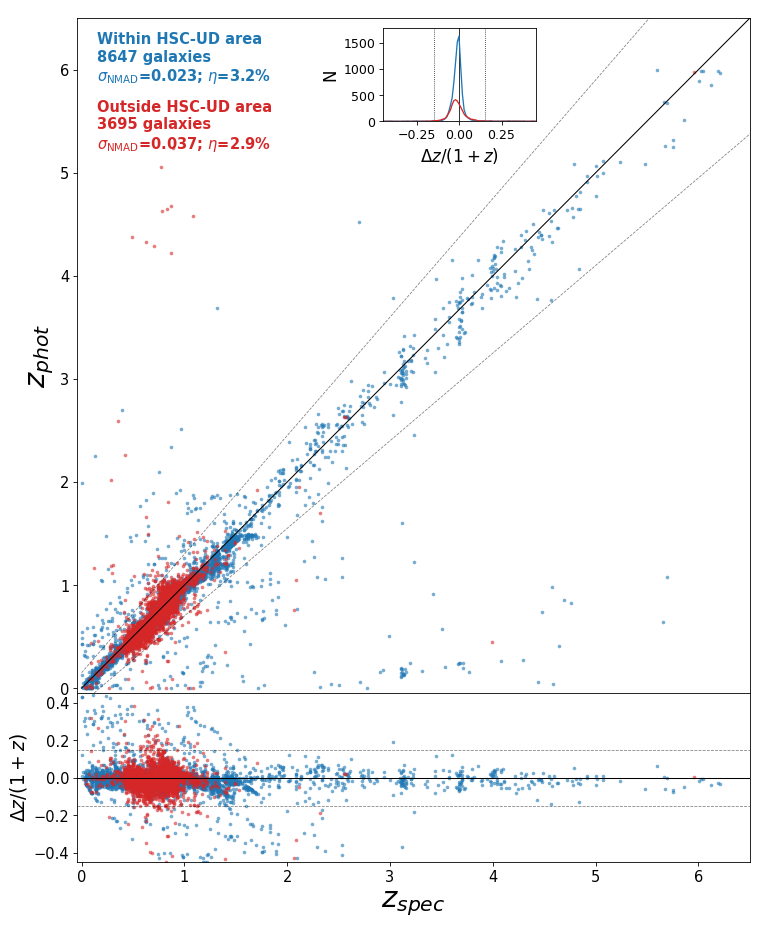 Within HSC-UD area
8647 galaxies
σNMAD=0.023; η=3.2%
Outside HSC-UD area
3695 galaxies
σNMAD=0.037; η=2.9%
N
1500
1000
500
0
−0.25 0.00 0.25
Δz/(1 + z)
zphot
6
5
4
3
2
1
0
Δz/(1 + z)
0.4
0.2
0.0
−0.2
−0.4
0 1 2 3 4 5 6
zspec